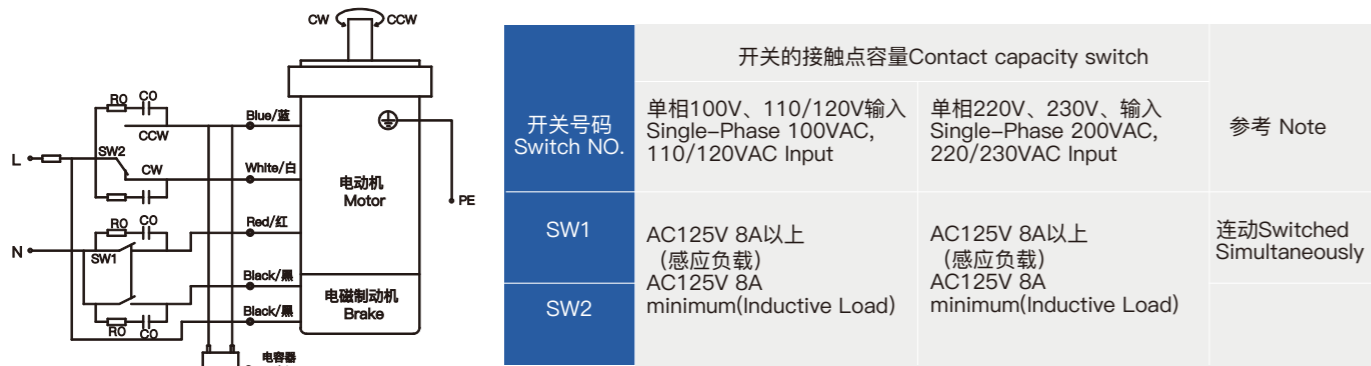 CW CCW
R0 C0
Blue/蓝
CCW
SW2
L
CW
White/白
电动机
Motor
PE
R0 C0
Red/红
N
SW1
Black/黑
电磁制动机
Brake
Black/黑
R0 C0
电容器
开关号码
Switch NO.
开关的接触点容量Contact capacity switch
单相100V、110/120V输入
Single-Phase 100VAC,
110/120VAC Input
单相220V、230V、输入
Single-Phase 200VAC,
220/230VAC Input
参考 Note
SW1
SW2
AC125V 8A以上
（感应负载）
AC125V 8A
minimum(Inductive Load)
AC125V 8A以上
（感应负载）
AC125V 8A
minimum(Inductive Load)
连动Switched
Simultaneously